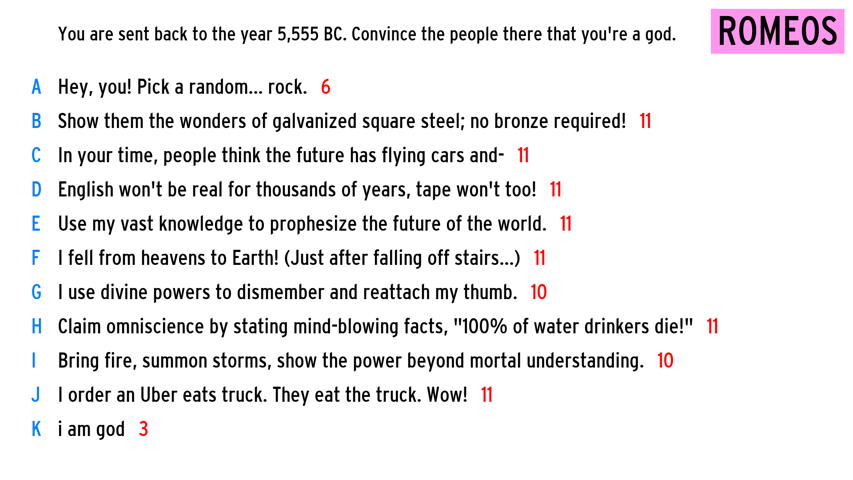 You are sent back to the year 5,555 BC. Convince the people there that you're a god.
ROMEOS
A Hey, you! Pick a random... rock. 6
B Show them the wonders of galvanized square steel; no bronze required! 11
C In your time, people think the future has flying cars and- 11
D English won't be real for thousands of years, tape won't too! 11
E Use my vast knowledge to prophesize the future of the world. 11
F I fell from heavens to Earth! (Just after falling off stairs...) 11
G I use divine powers to dismember and reattach my thumb. 10
H Claim omniscience by stating mind-blowing facts, "100% of water drinkers die!" 11
I Bring fire, summon storms, show the power beyond mortal understanding. 10
J I order an Uber eats truck. They eat the truck. Wow! 11
K i am god 3